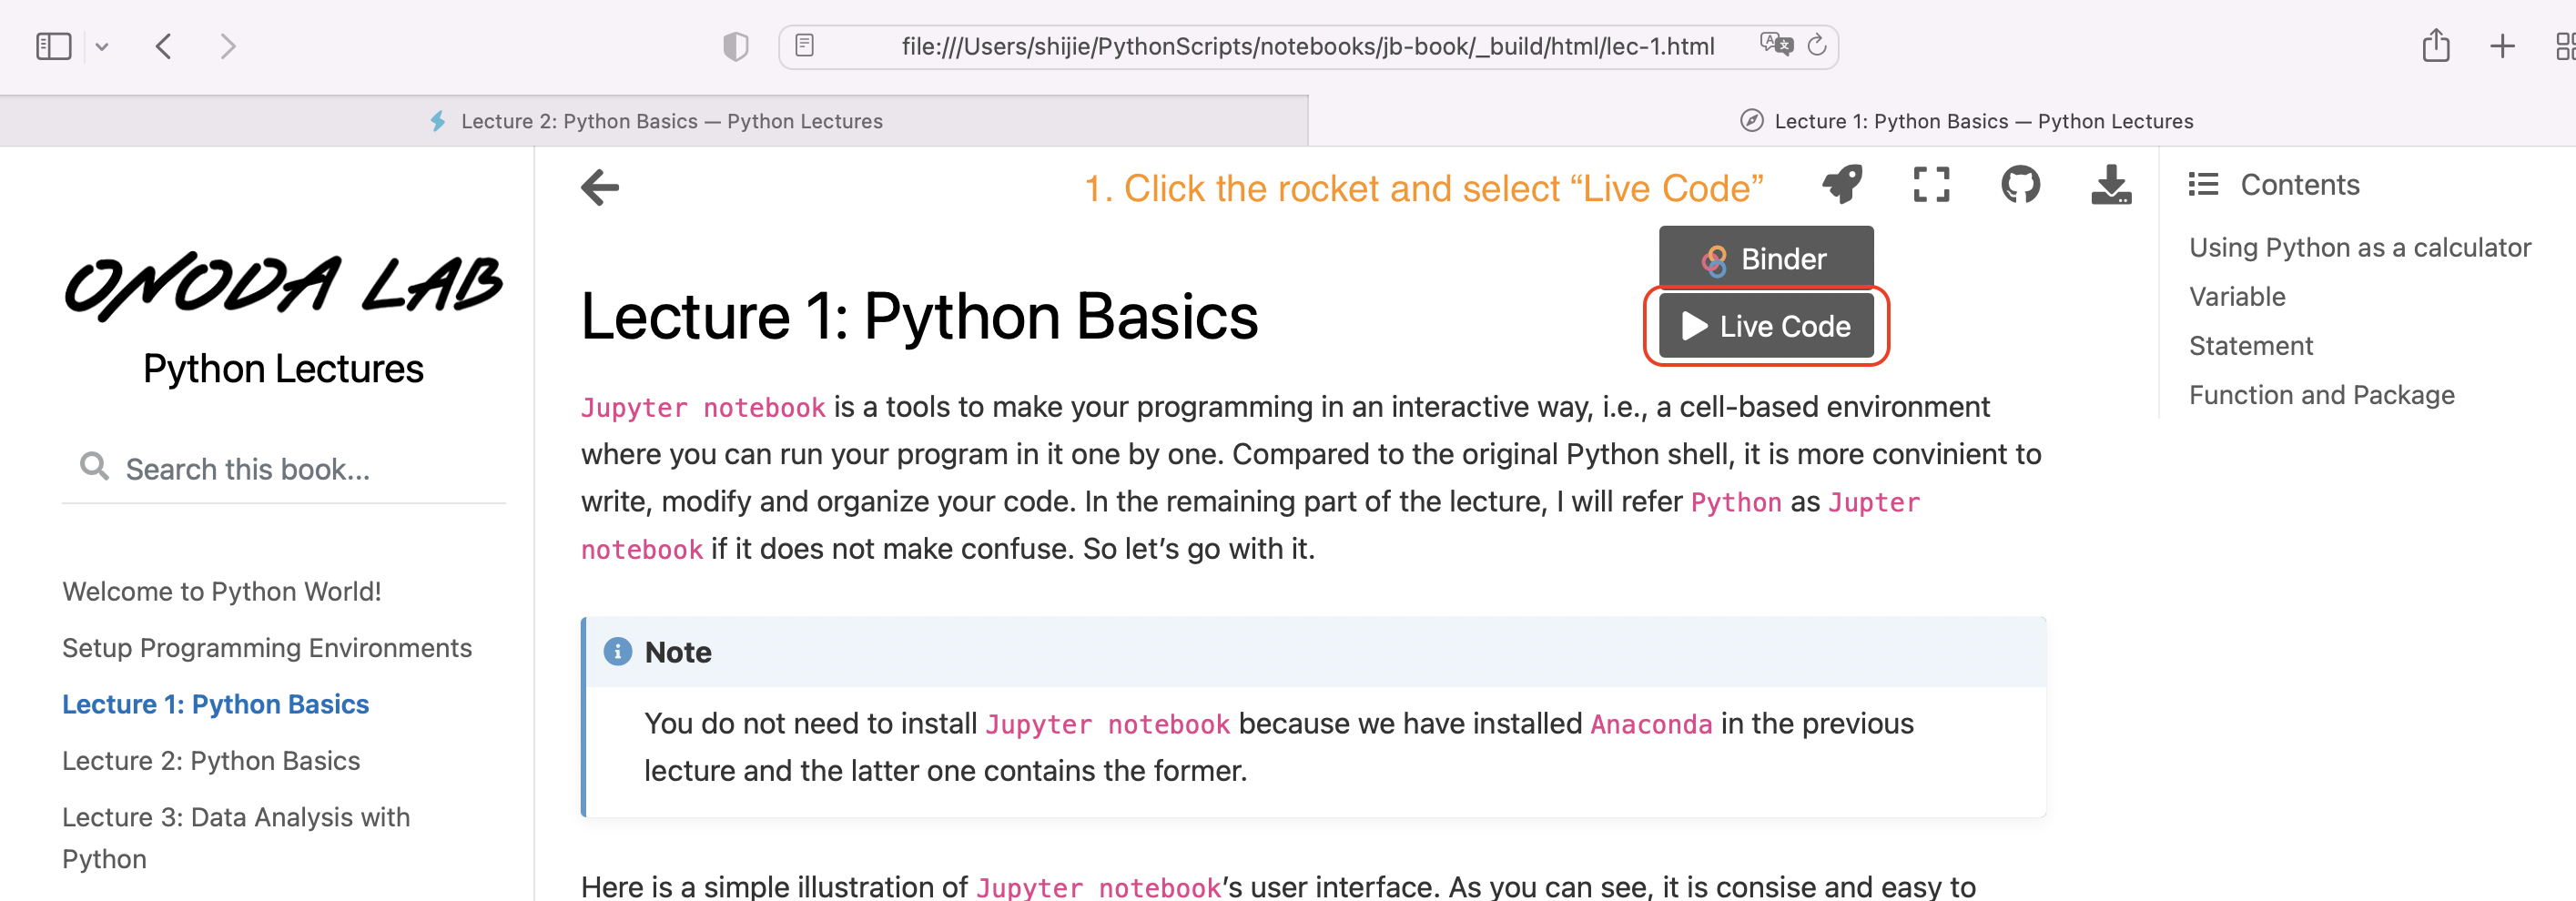 file:///Users/shijie/PythonScripts/notebooks/jb-book/_build/html/lec-1.html
Lecture 2: Python Basics — Python Lectures
Lecture 1: Python Basics — Python Lectures
1. Click the rocket and select “Live Code”
Binder
Live Code
ONODA LAB
Python Lectures
Search this book...
Welcome to Python World!
Setup Programming Environments
Lecture 1: Python Basics
Lecture 2: Python Basics
Lecture 3: Data Analysis with
Python
Lecture 1: Python Basics
Jupyter notebook is a tools to make your programming in an interactive way, i.e., a cell-based environment
where you can run your program in it one by one. Compared to the original Python shell, it is more convinient to
write, modify and organize your code. In the remaining part of the lecture, I will refer Python as Jupter
notebook if it does not make confuse. So let’s go with it.
Note
You do not need to install Jupyter notebook because we have installed Anaconda in the previous
lecture and the latter one contains the former.
Here is a simple illustration of Jupyter notebook’s user interface. As you can see, it is consise and easy to
Contents
Using Python as a calculator
Variable
Statement
Function and Package